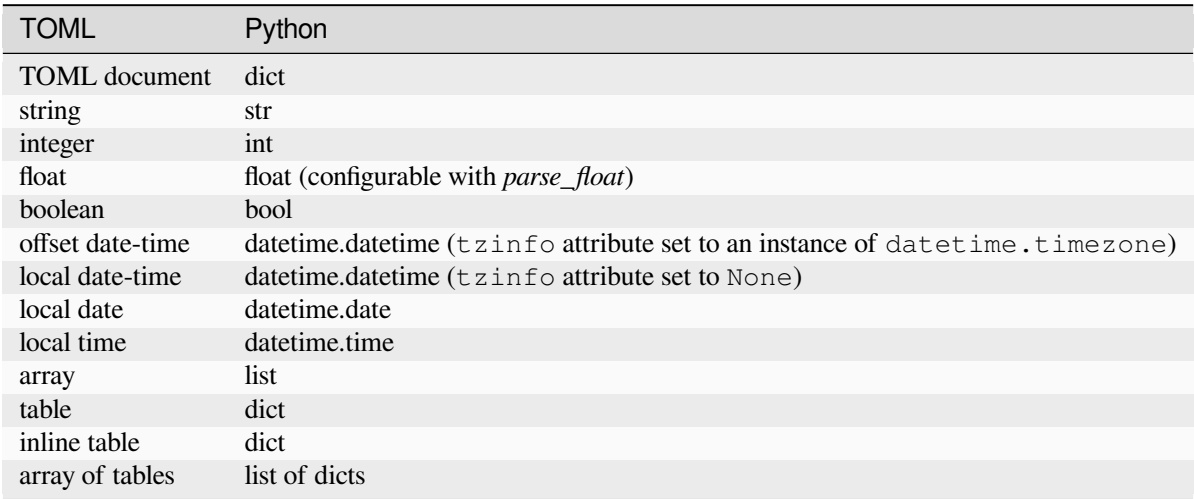 TOML Python
TOML document dict
string str
integer int
float float (configurable with parse_float)
boolean bool
offset date-time datetime.datetime (tzinfo attribute set to an instance of datetime.timezone)
local date-time datetime.datetime (tzinfo attribute set to None)
local date datetime.date
local time datetime.time
array list
table dict
inline table dict
array of tables list of dicts